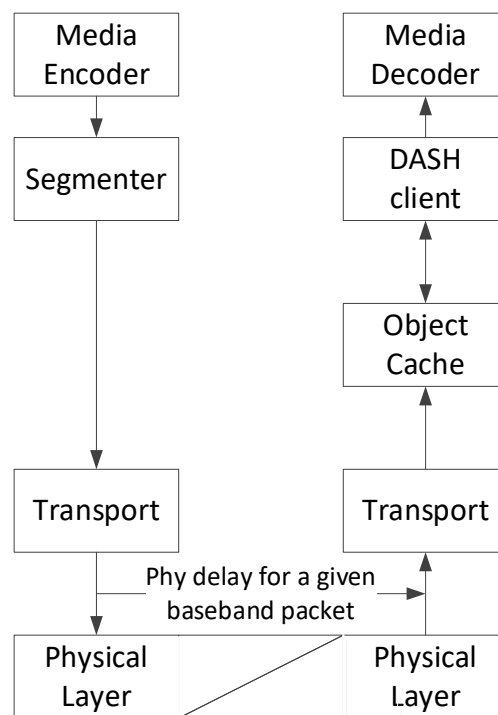 Media
Encoder
Media
Decoder
Segmenter
DASH
client
Object
Cache
Transport
Transport
Phy delay for a given
baseband packet
Physical
Layer
Physical
Layer